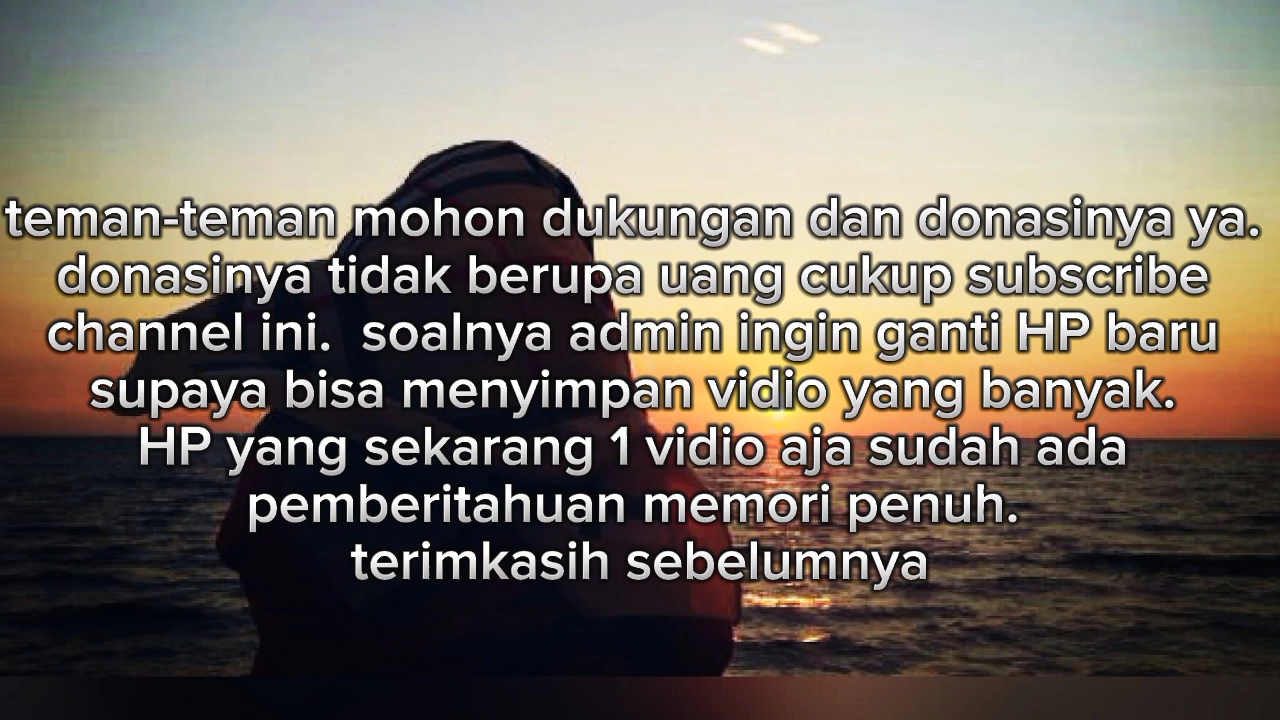 teman-teman mohon dukungan dan donasinya ya.
donasinya tidak berupa uang cukup subscribe
channel ini.  soalnya admin ingin ganti HP baru
supaya bisa menyimpan vidio yang banyak.
HP yang sekarang 1 vidio aja sudah ada
pemberitahuan memori penuh.
terimkasih sebelumnya